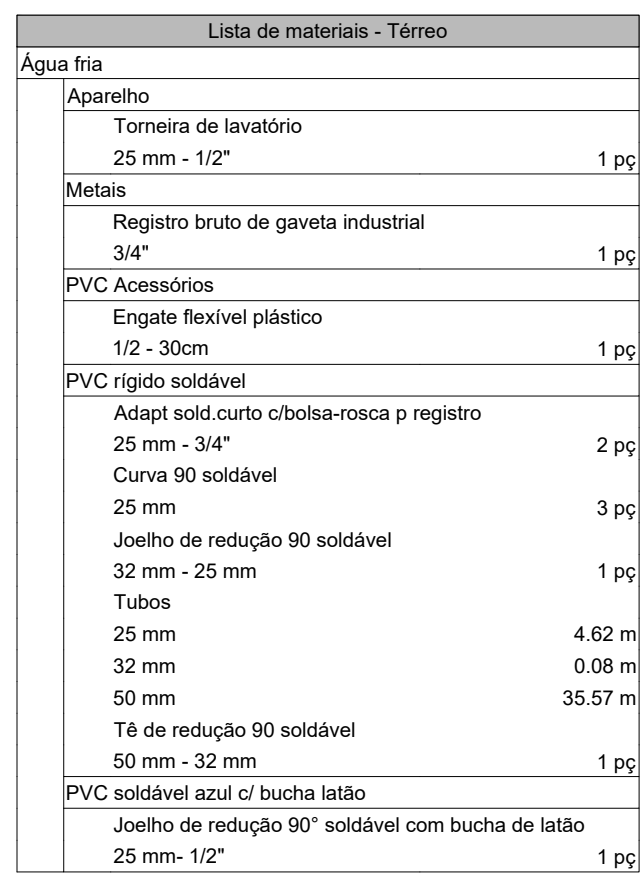 Lista de materiais - Térreo
Água fria
Aparelho
Torneira de lavatório
25 mm - 1/2" 1 pç
Metais
Registro bruto de gaveta industrial
3/4" 1 pç
PVC Acessórios
Engate flexível plástico
1/2 - 30cm 1 pç
PVC rígido soldável
Adapt sold.curto c/bolsa-rosca p registro
25 mm - 3/4" 2 pç
Curva 90 soldável
25 mm 3 pç
Joelho de redução 90 soldável
32 mm - 25 mm 1 pç
Tubos
25 mm 4.62 m
32 mm 0.08 m
50 mm 35.57 m
Tê de redução 90 soldável
50 mm - 32 mm 1 pç
PVC soldável azul c/ bucha latão
Joelho de redução 90° soldável com bucha de latão
25 mm- 1/2" 1 pç